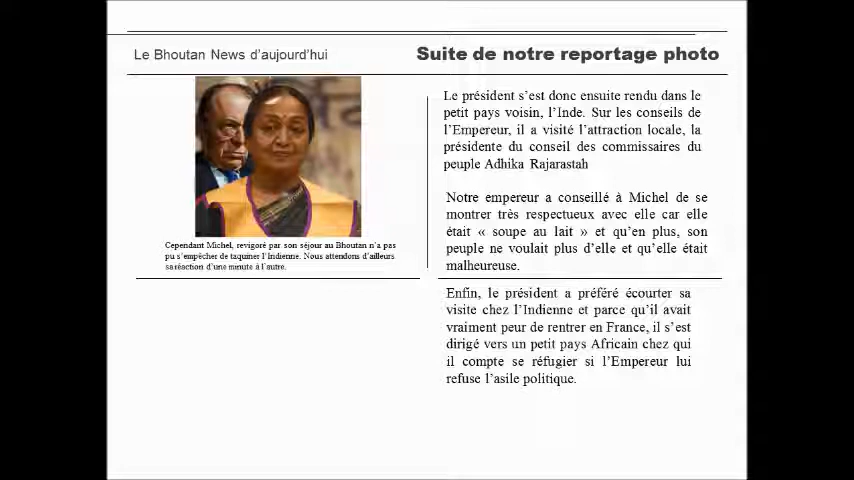 Le Bhoutan News d'aujourd'hui
Suite de notre reportage photo
Cependant Michel, revigoré par son séjour au Bhoutan n'a pas
pu s'empêcher de taquiner l'Indienne. Nous attendons d'ailleurs
sa réaction d'une minute à l'autre.
Le président s'est donc ensuite rendu dans le
petit pays voisin, l'Inde. Sur les conseils de
l'Empereur, il a visité l'attraction locale, la
présidente du conseil des commissaires du
peuple Adhika Rajarastah
Notre empereur a conseillé à Michel de se
montrer très respectueux avec elle car elle
était « soupe au lait » et qu'en plus, son
peuple ne voulait plus d'elle et qu'elle était
malheureuse.
Enfin, le président a préféré écourter sa
visite chez l'Indienne et parce qu'il avait
vraiment peur de rentrer en France, il s'est
dirigé vers un petit pays Africain chez qui
il compte se réfugier si l'Empereur lui
refuse l'asile politique.